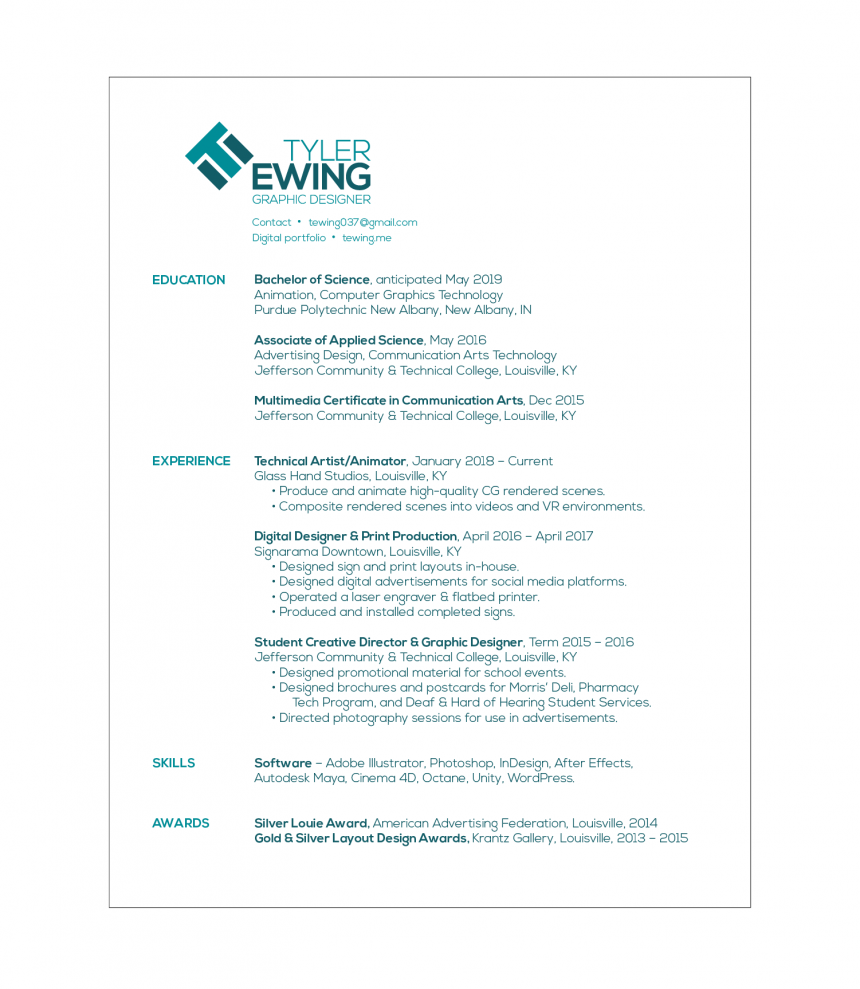 TYLER
EWING
GRAPHIC DESIGNER
Contact • tewing037@gmail.com
Digital portfolio • tewing.me
EDUCATION
Bachelor of Science, anticipated May 2019
Animation, Computer Graphics Technology
Purdue Polytechnic New Albany, New Albany, IN
Associate of Applied Science, May 2016
Advertising Design, Communication Arts Technology
Jefferson Community & Technical College, Louisville, KY
Multimedia Certificate in Communication Arts, Dec 2015
Jefferson Community & Technical College, Louisville, KY
EXPERIENCE
Technical Artist/Animator, January 2018 – Current
Glass Hand Studios, Louisville, KY
• Produce and animate high-quality CG rendered scenes.
• Composite rendered scenes into videos and VR environments.
Digital Designer & Print Production, April 2016 – April 2017
Signarama Downtown, Louisville, KY
• Designed sign and print layouts in-house.
• Designed digital advertisements for social media platforms.
• Operated a laser engraver & flatbed printer.
• Produced and installed completed signs.
Student Creative Director & Graphic Designer, Term 2015 – 2016
Jefferson Community & Technical College, Louisville, KY
• Designed promotional material for school events.
• Designed brochures and postcards for Morris' Deli, Pharmacy
Tech Program, and Deaf & Hard of Hearing Student Services.
• Directed photography sessions for use in advertisements.
SKILLS
Software – Adobe Illustrator, Photoshop, InDesign, After Effects,
Autodesk Maya, Cinema 4D, Octane, Unity, WordPress.
AWARDS
Silver Louie Award, American Advertising Federation, Louisville, 2014
Gold & Silver Layout Design Awards, Krantz Gallery, Louisville, 2013 – 2015